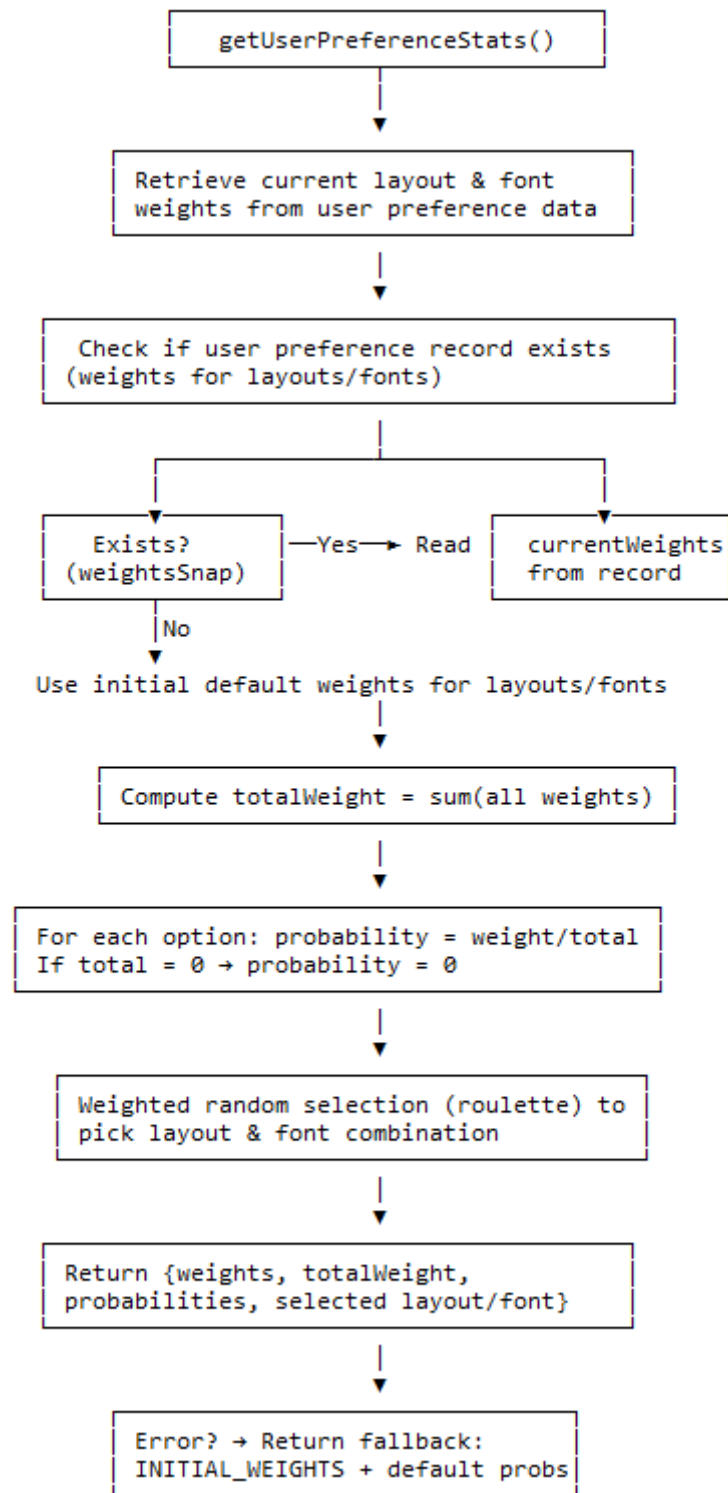 getUserPreferenceStats()
Retrieve current layout & font
weights from user preference data
Check if user preference record exists
(weights for layouts/fonts)
Exists?
(weightsSnap)
Yes
Read
currentWeights
from record
No
Use initial default weights for layouts/fonts
Compute totalWeight = sum(all weights)
For each option: probability = weight/total
If total = 0 → probability = 0
Weighted random selection (roulette) to
pick layout & font combination
Return {weights, totalWeight,
probabilities, selected layout/font}
Error? → Return fallback:
INITIAL_WEIGHTS + default probs